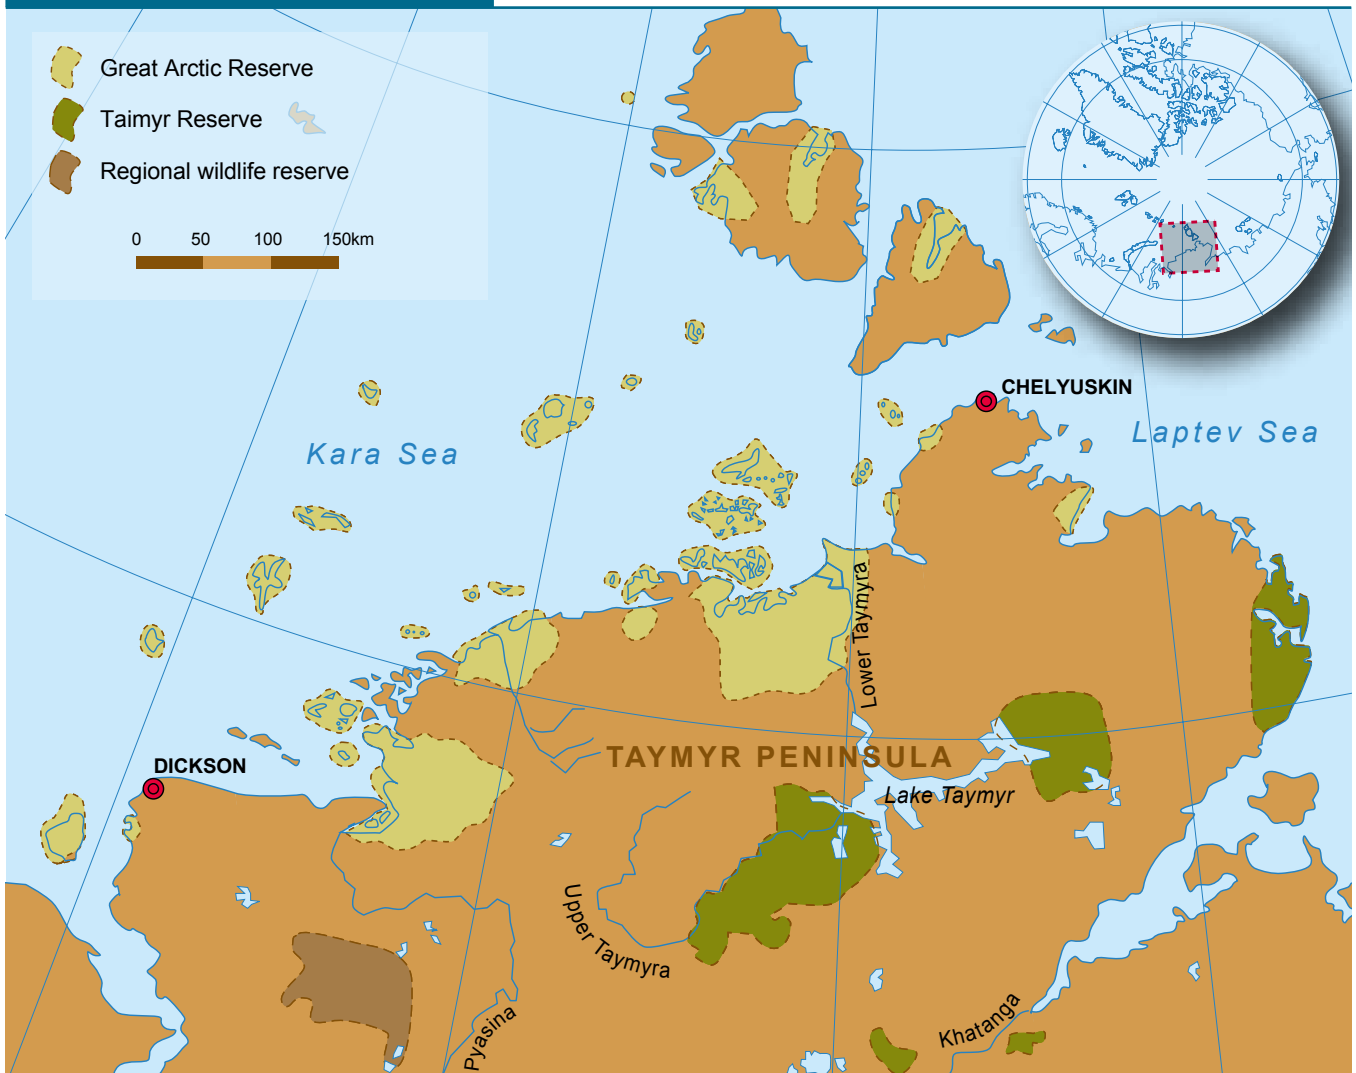 Great Arctic Reserve
Taimyr Reserve
Regional wildlife reserve
0 50 100 150km
CHELYUSKIN
Kara Sea
Laptev Sea
Lower Taymyra
TAYMYR PENINSULA
DICKSON
Lake Taymyr
Upper Taymyra
Pyasina
Khatanga